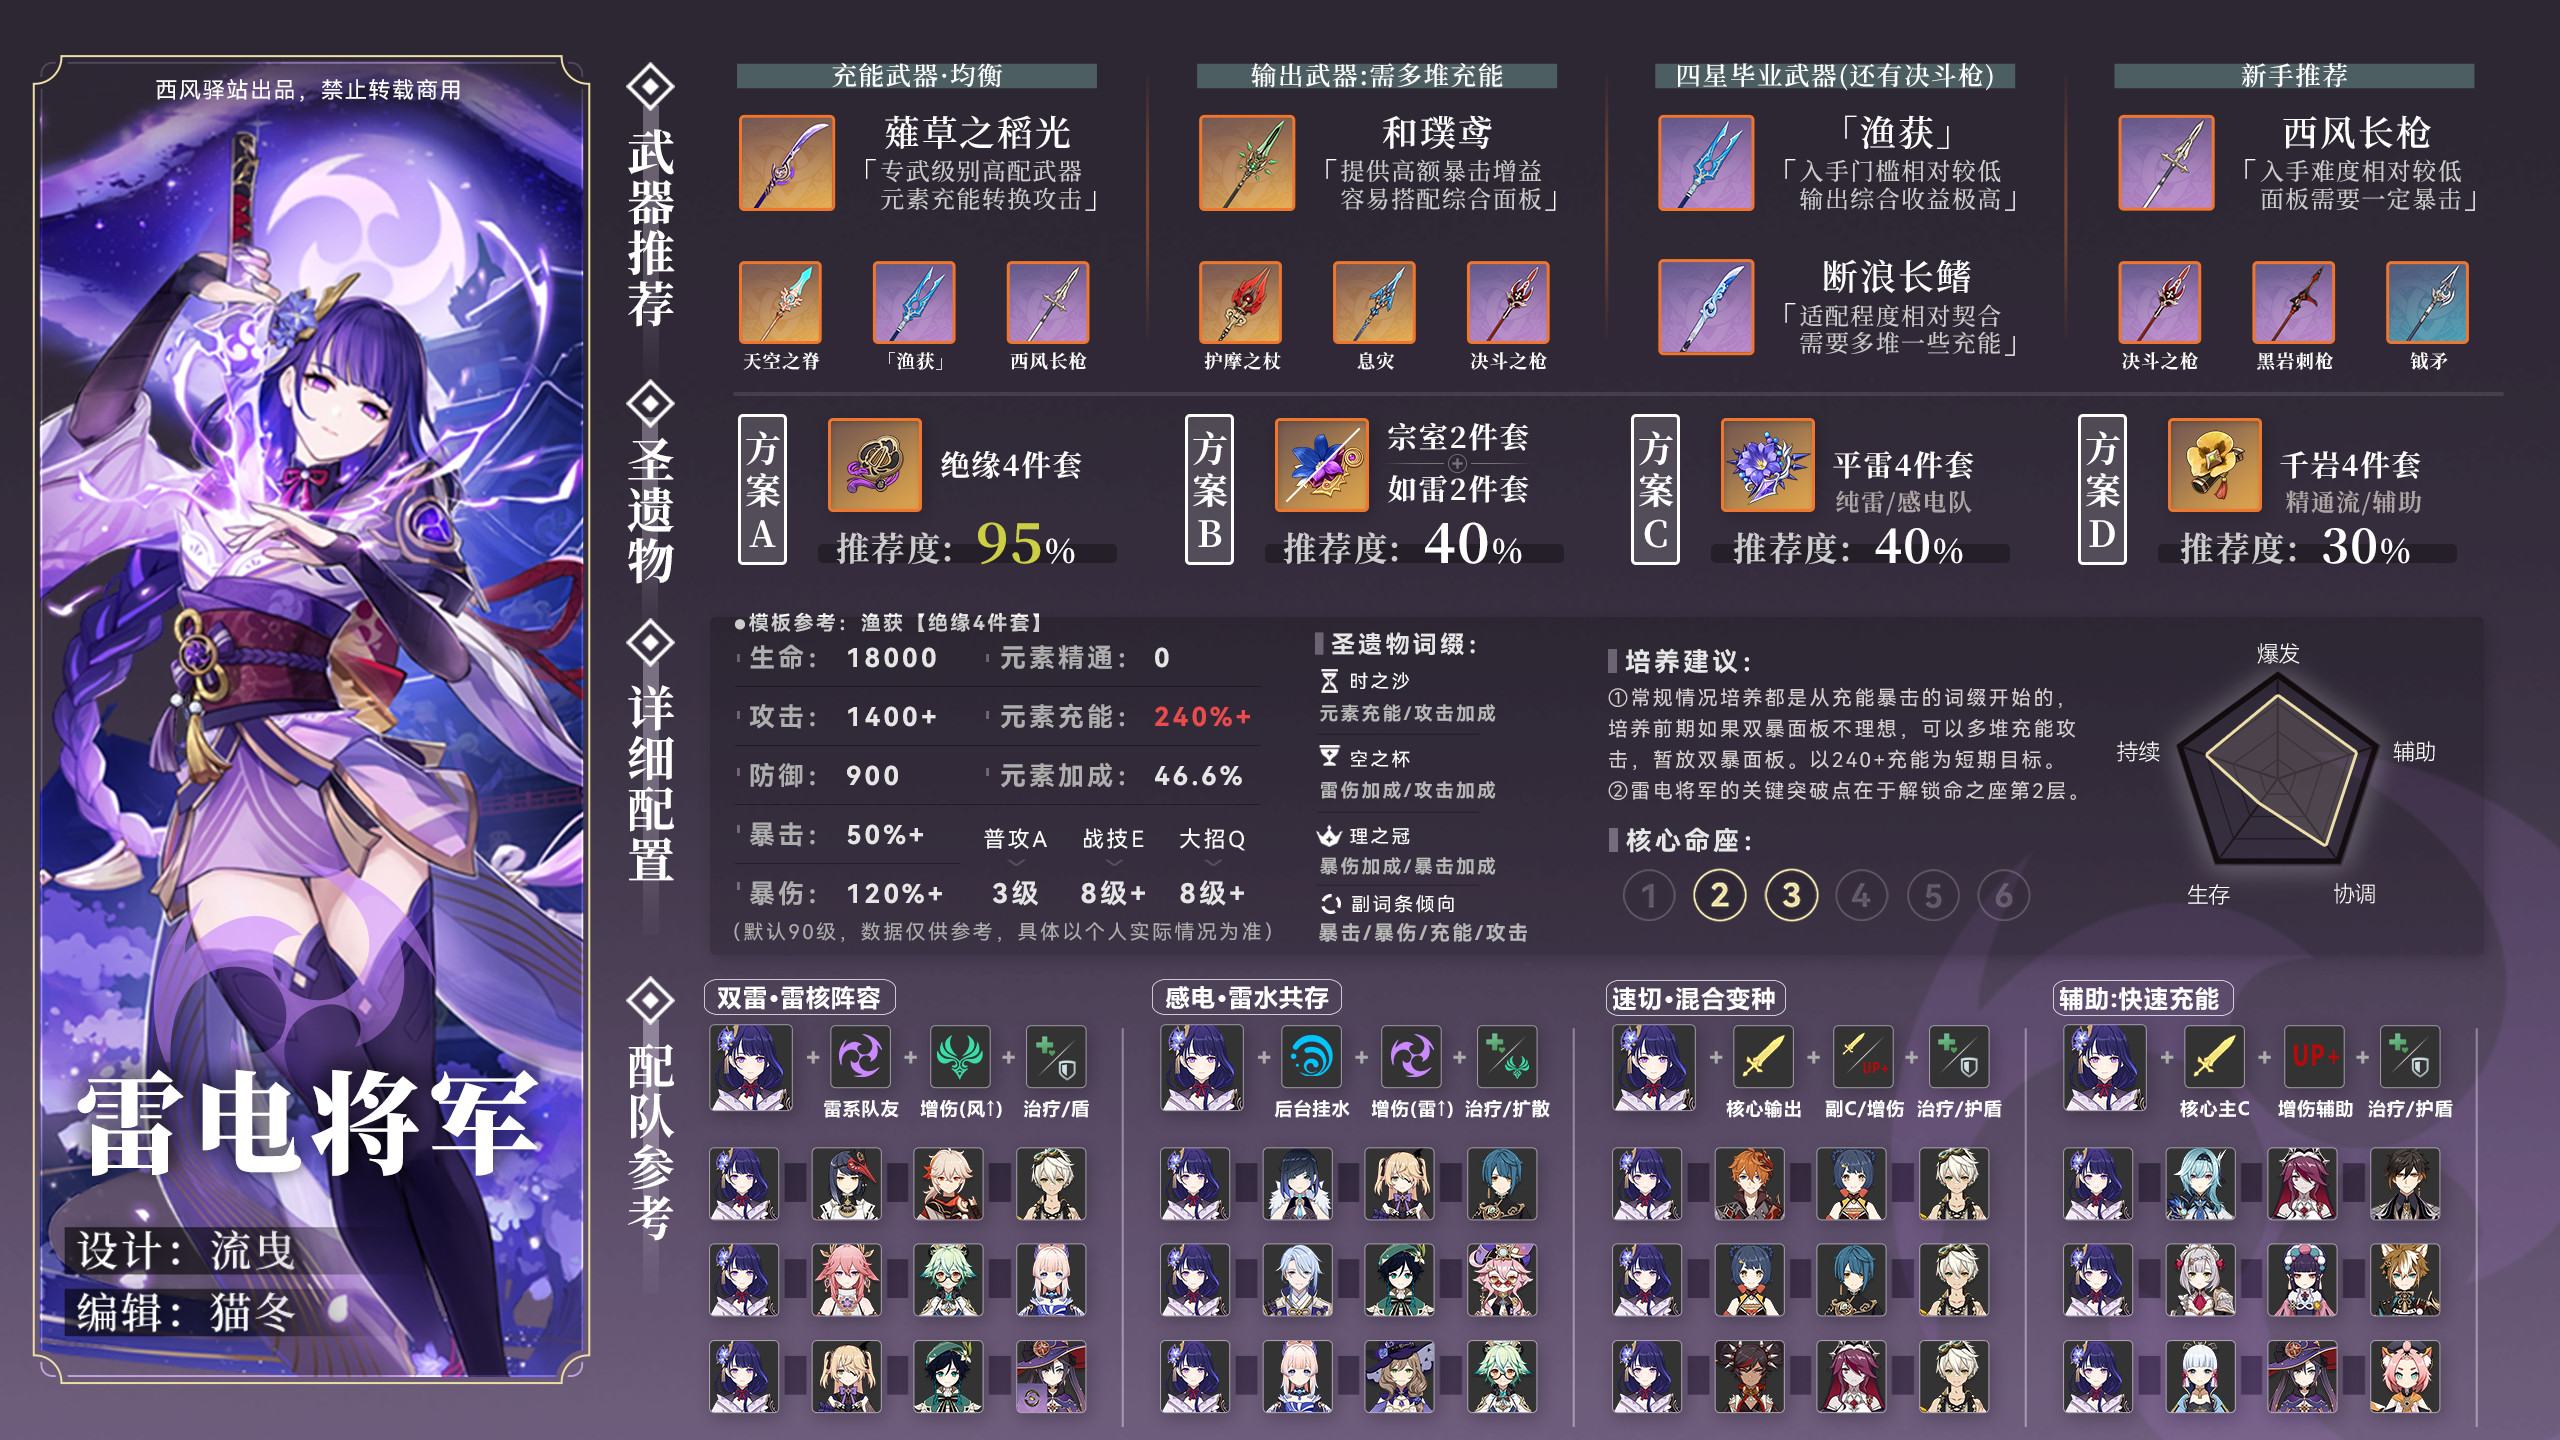 西风驿站出品，禁止转载商用
雷电将军
设计：流曳
编辑：猫冬
武器推荐
充能武器·均衡
薙草之稻光
「专武级别高配武器
元素充能转换攻击」
天空之脊
「渔获」
西风长枪
输出武器:需多堆充能
和璞鸢
「提供高额暴击增益
容易搭配综合面板」
护摩之杖
息灾
决斗之枪
四星毕业武器(还有决斗枪)
「渔获」
「入手门槛相对较低
输出综合收益极高」
断浪长鳍
「适配程度相对契合
需要多堆一些充能」
新手推荐
西风长枪
「入手难度相对较低
面板需要一定暴击」
决斗之枪
黑岩刺枪
钺矛
圣遗物
方案A
绝缘4件套
推荐度：95%
方案B
宗室2件套
如雷2件套
推荐度：40%
方案C
平雷4件套
纯雷/感电队
推荐度：40%
方案D
千岩4件套
精通流/辅助
推荐度：30%
详细配置
●模板参考：渔获【绝缘4件套】
生命：18000 元素精通：0
攻击：1400+ 元素充能：240%+
防御：900 元素加成：46.6%
暴击：50%+ 普攻A 战技E 大招Q
暴伤：120%+ 3级 8级+ 8级+
(默认90级，数据仅供参考，具体以个人实际情况为准)
圣遗物词缀：
时之沙
元素充能/攻击加成
空之杯
雷伤加成/攻击加成
理之冠
暴伤加成/暴击加成
副词条倾向
暴击/暴伤/充能/攻击
培养建议：
①常规情况培养都是从充能暴击的词缀开始的，
培养前期如果双暴面板不理想，可以多堆充能攻
击，暂放双暴面板。以240+充能为短期目标。
②雷电将军的关键突破点在于解锁命之座第2层。
核心命座：
1 2 3 4 5 6
爆发
持续
辅助
生存
协调
配队参考
双雷·雷核阵容
雷系队友 增伤(风↑) 治疗/盾
感电·雷水共存
后台挂水 增伤(雷↑) 治疗/扩散
速切·混合变种
UP+
核心输出 副C/增伤 治疗/护盾
辅助:快速充能
UP+
核心主C 增伤辅助 治疗/护盾